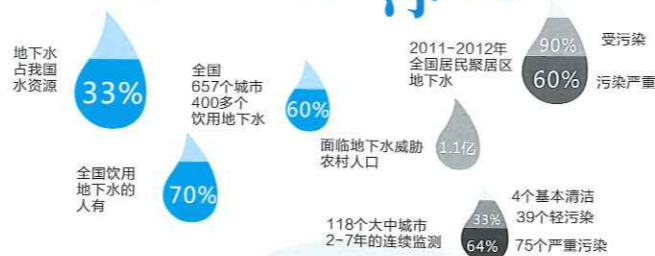 地下水
占我国
水资源
33%
全国
657个城市
400多个
饮用地下水
60%
2011-2012年
全国居民聚居区
地下水
90%
受污染
60%
污染严重
全国饮用
地下水的
人有
70%
面临地下水威胁
农村人口
1.1亿
118个大中城市
2-7年的连续监测
4个基本清洁
33%
39个轻污染
64%
75个严重污染